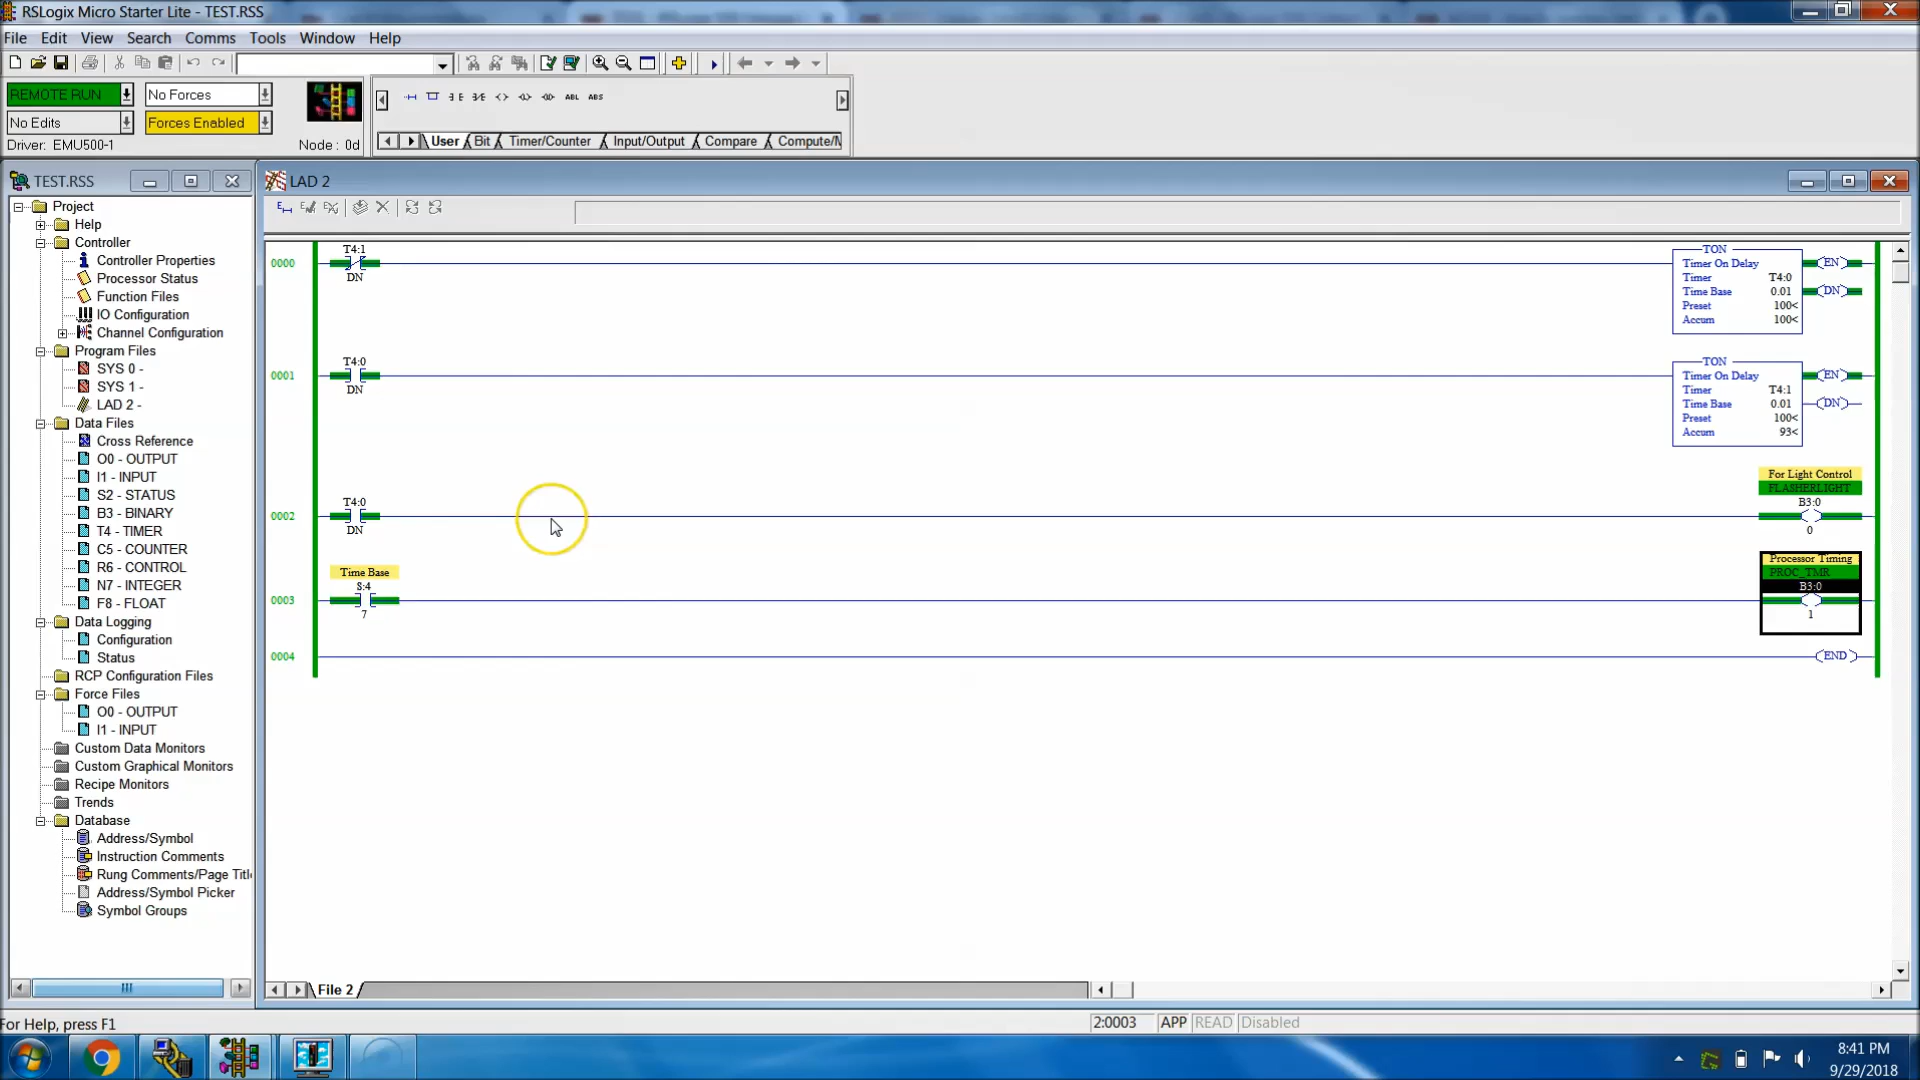 RSLogix Micro Starter Lite - TEST.RSS
File Edit View Search Comms Tools Window Help
REMOTE RUN No Forces
No Edits Forces Enabled
Driver: EMU500-1 Node : 0d
ABL ABS
User Bit Timer/Counter Input/Output Compare Compute/M
TEST.RSS
Project
Help
Controller
Controller Properties
Processor Status
Function Files
IO Configuration
Channel Configuration
Program Files
SYS 0 -
SYS 1 -
LAD 2 -
Data Files
Cross Reference
O0 - OUTPUT
I1 - INPUT
S2 - STATUS
B3 - BINARY
T4 - TIMER
C5 - COUNTER
R6 - CONTROL
N7 - INTEGER
F8 - FLOAT
Data Logging
Configuration
Status
RCP Configuration Files
Force Files
O0 - OUTPUT
I1 - INPUT
Custom Data Monitors
Custom Graphical Monitors
Recipe Monitors
Trends
Database
Address/Symbol
Instruction Comments
Rung Comments/Page Titl
Address/Symbol Picker
Symbol Groups
LAD 2
0000
T4:1
DN
TON
Timer On Delay
Timer T4:0
Time Base 0.01
Preset 100<
Accum 100<
EN
DN
0001
T4:0
DN
TON
Timer On Delay
Timer T4:1
Time Base 0.01
Preset 100<
Accum 93<
EN
DN
0002
T4:0
DN
For Light Control
FLASHERLIGHT
B3:0
0
0003
Time Base
S:4
7
Processor Timing
PROC_TMR
B3:0
1
0004
END
File 2
For Help, press F1
2:0003 APP READ Disabled
8:41 PM
9/29/2018